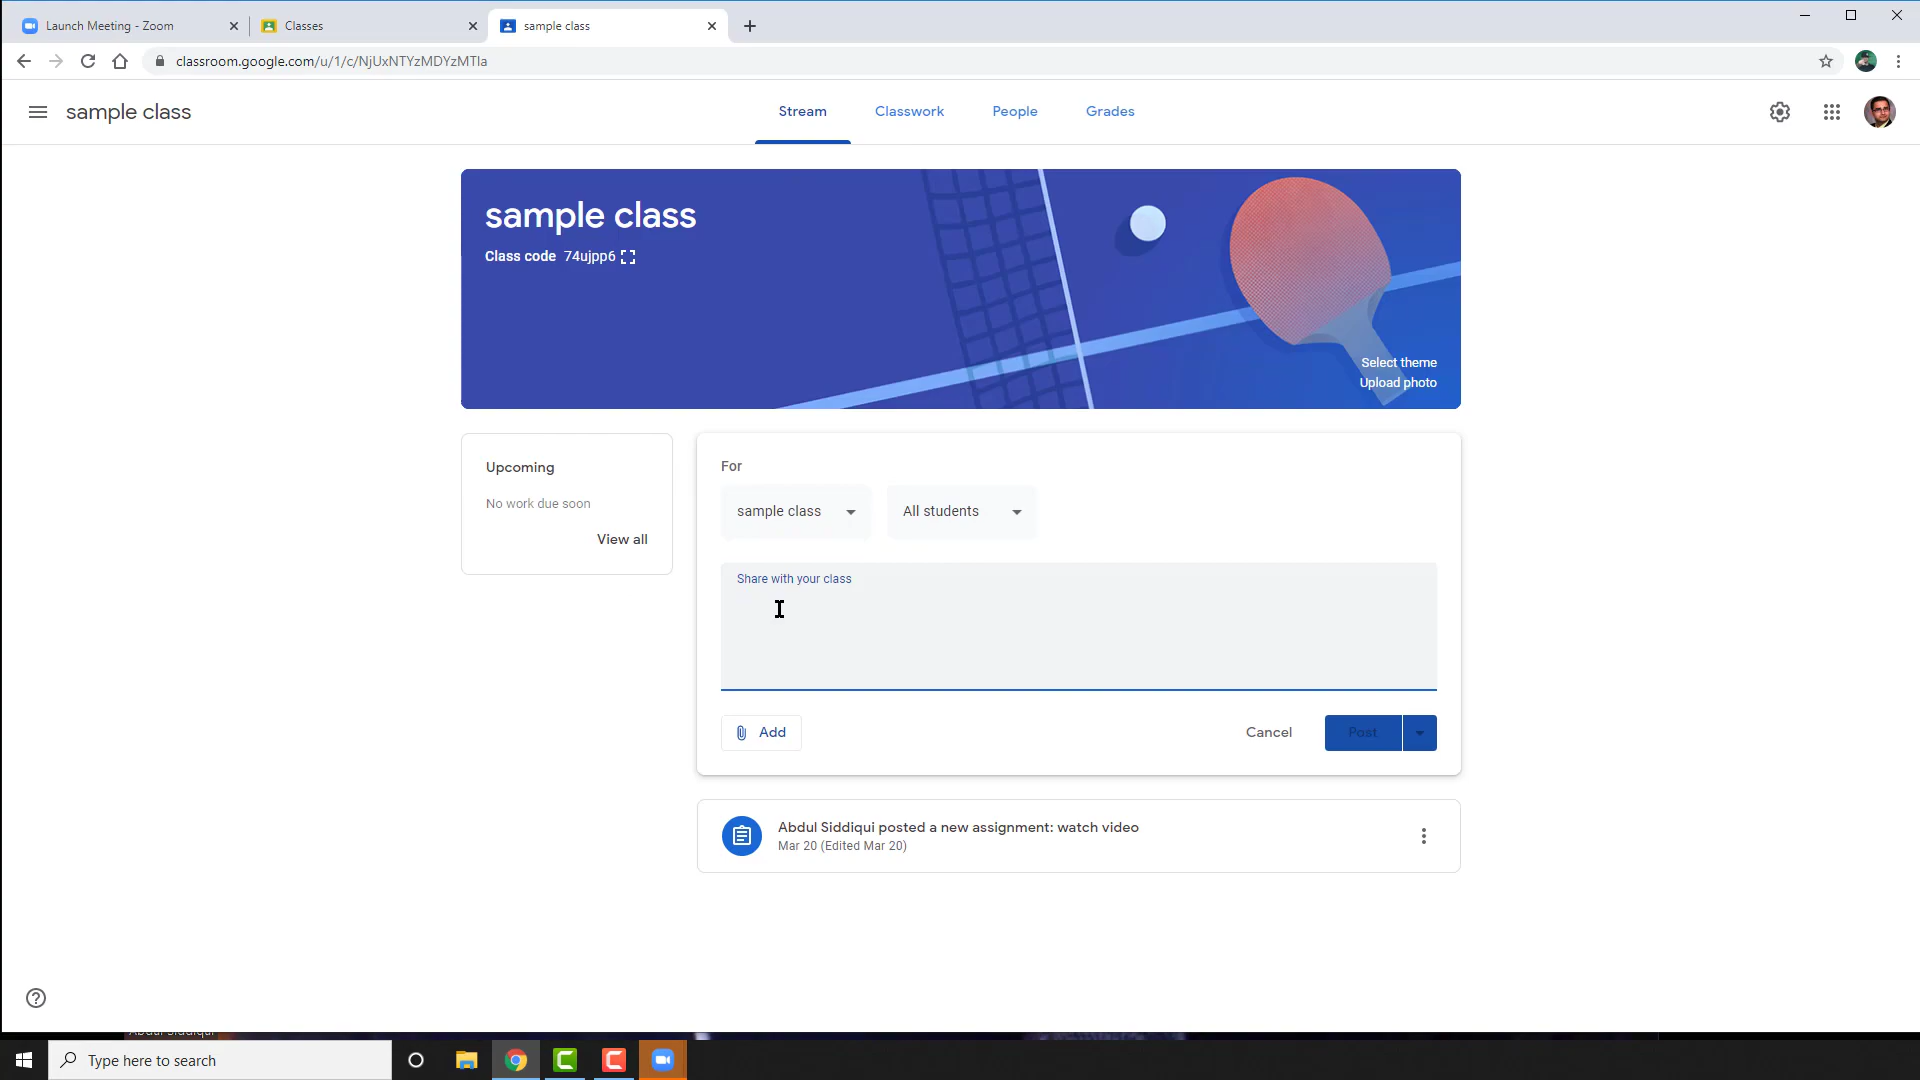 Launch Meeting - Zoom
Classes
sample class
classroom.google.com/u/1/c/NjUxNTYzMDYzMTla
sample class
Stream
Classwork
People
Grades
sample class
Class code 74ujpp6
Select theme
Upload photo
Upcoming
No work due soon
View all
For
sample class
All students
Share with your class
Add
Cancel
Post
Abdul Siddiqui posted a new assignment: watch video
Mar 20 (Edited Mar 20)
Abdul Siddiqui
Type here to search